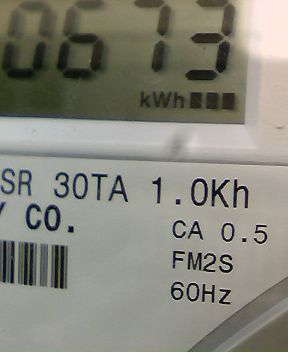 0673
kWh
SR 30TA 1.0Kh
Y CO.
CA 0.5
FM2S
60Hz